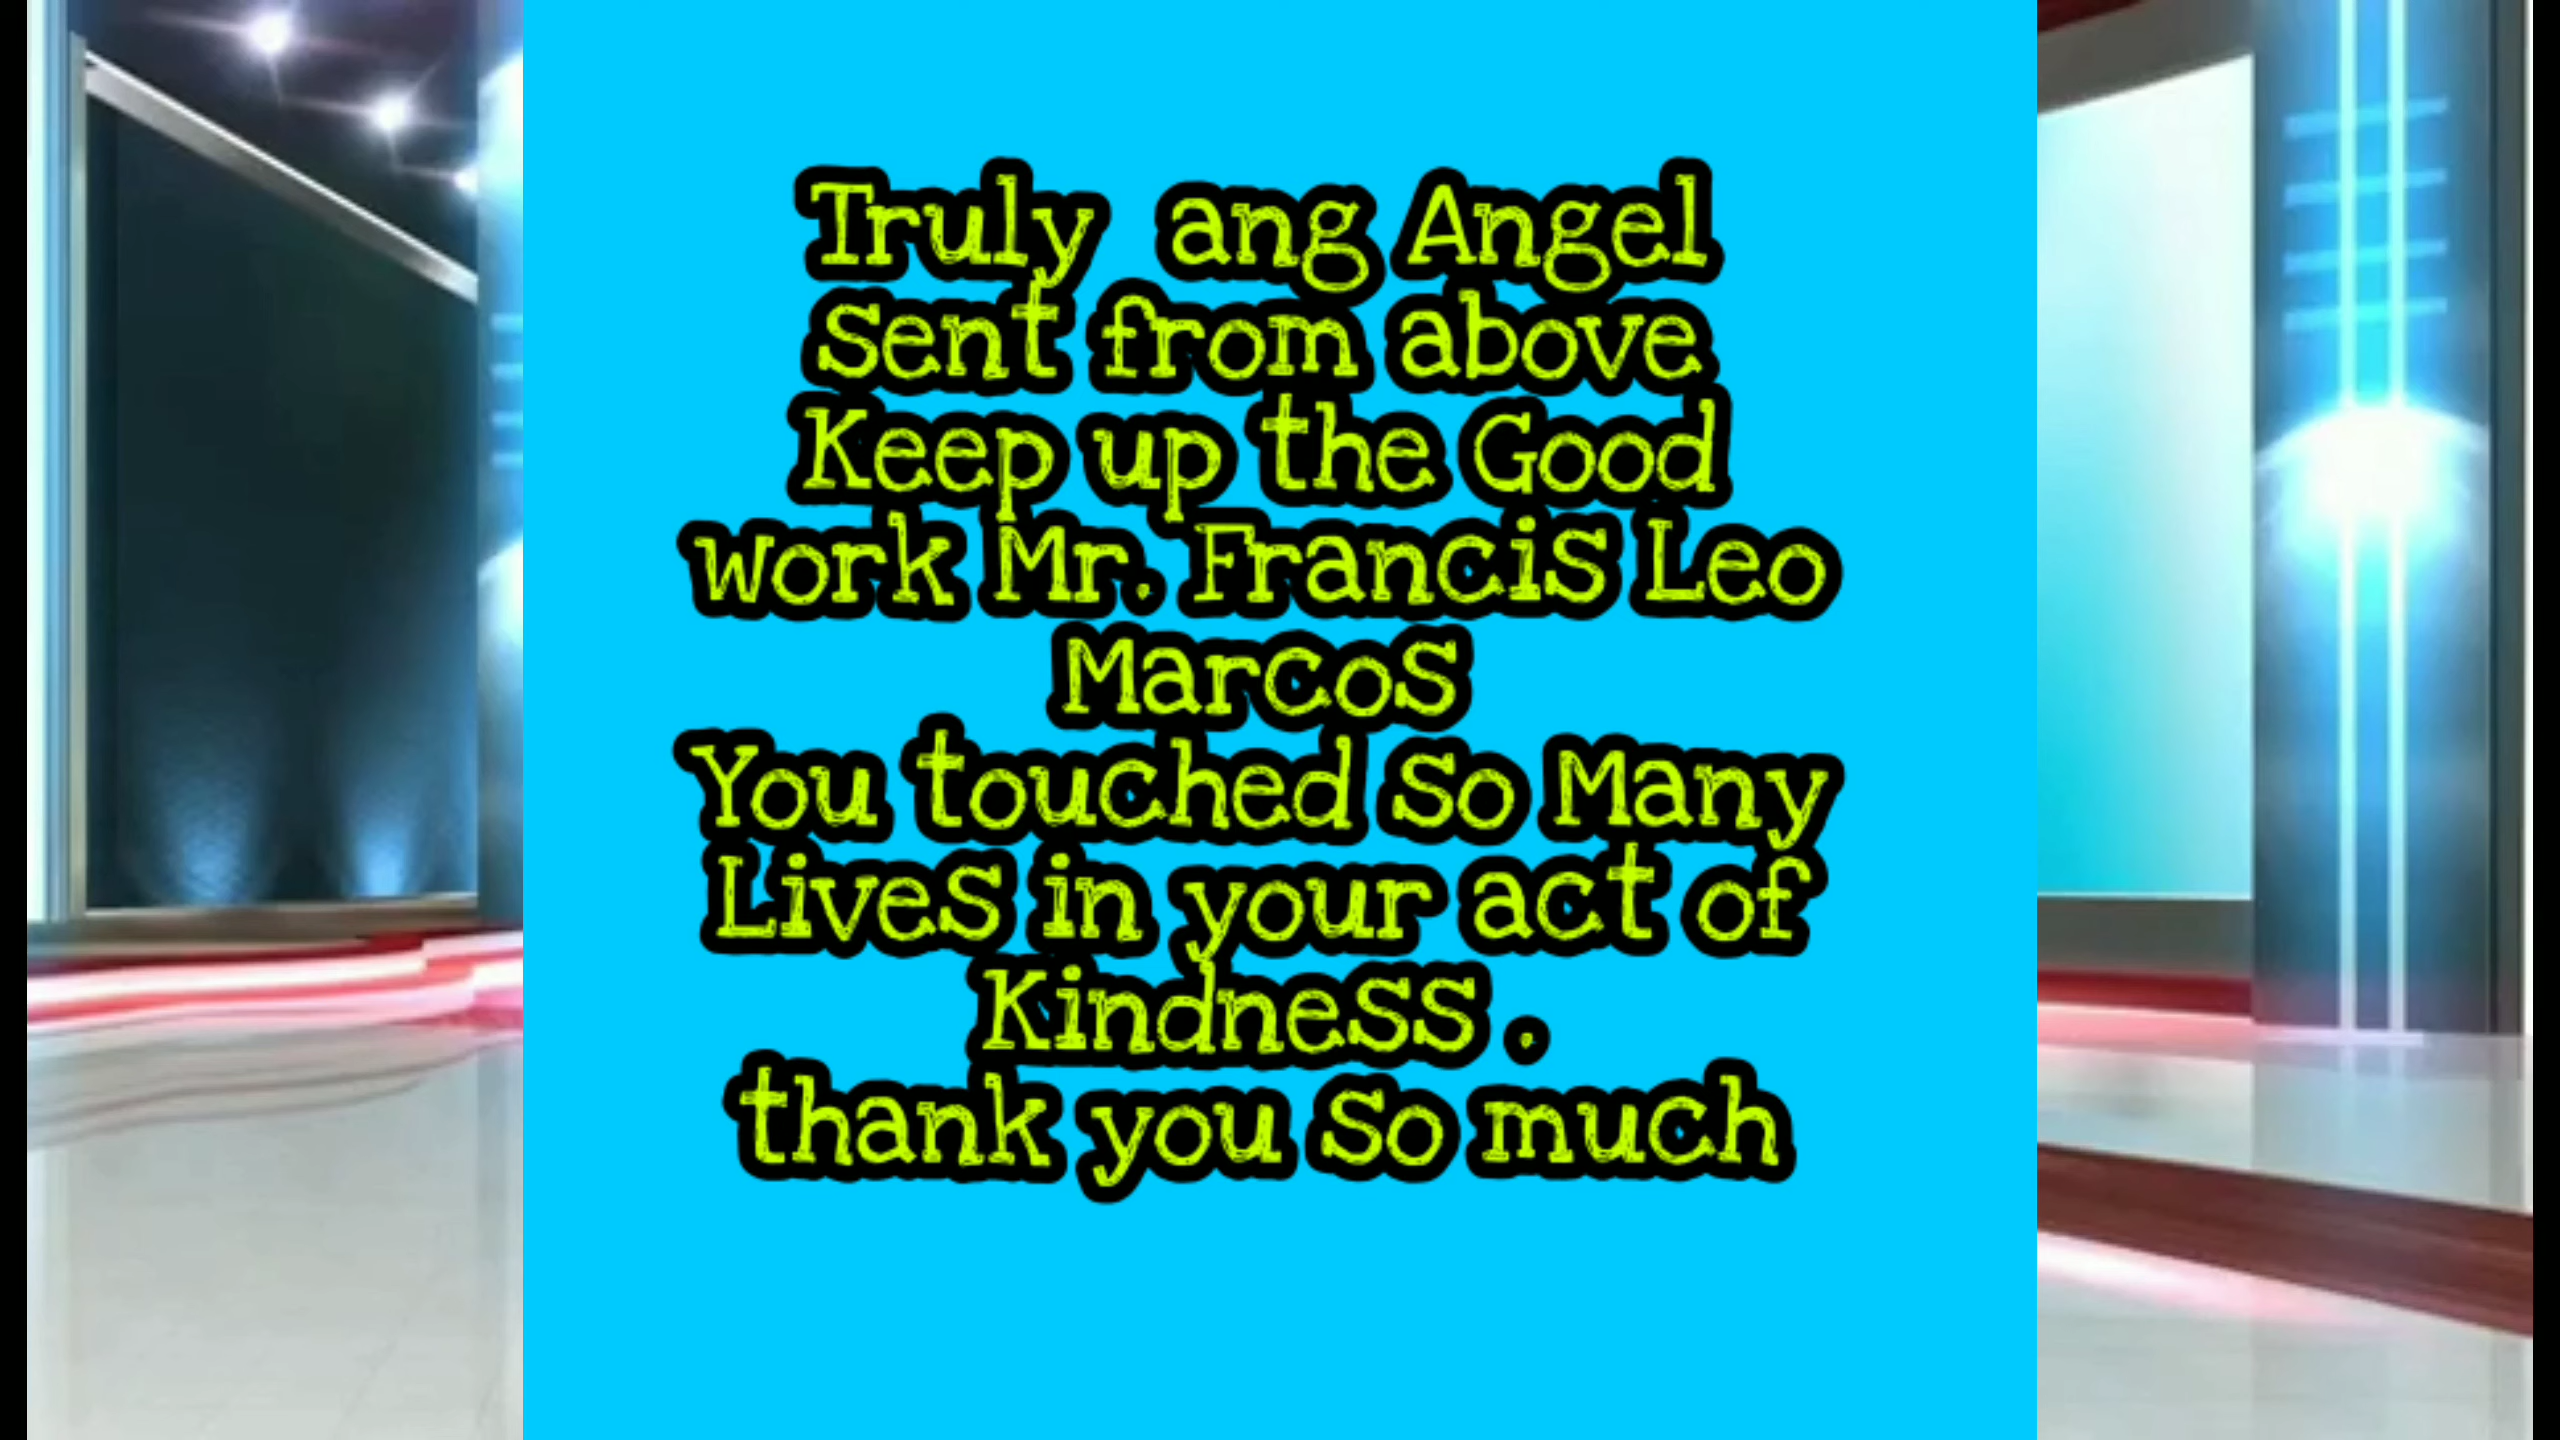 Truly ang Angel
sent from above
Keep up the Good
Work Mr. Francis Leo
Marcos
You touched so Many
Lives in your act of
Kindness .
thank you so much